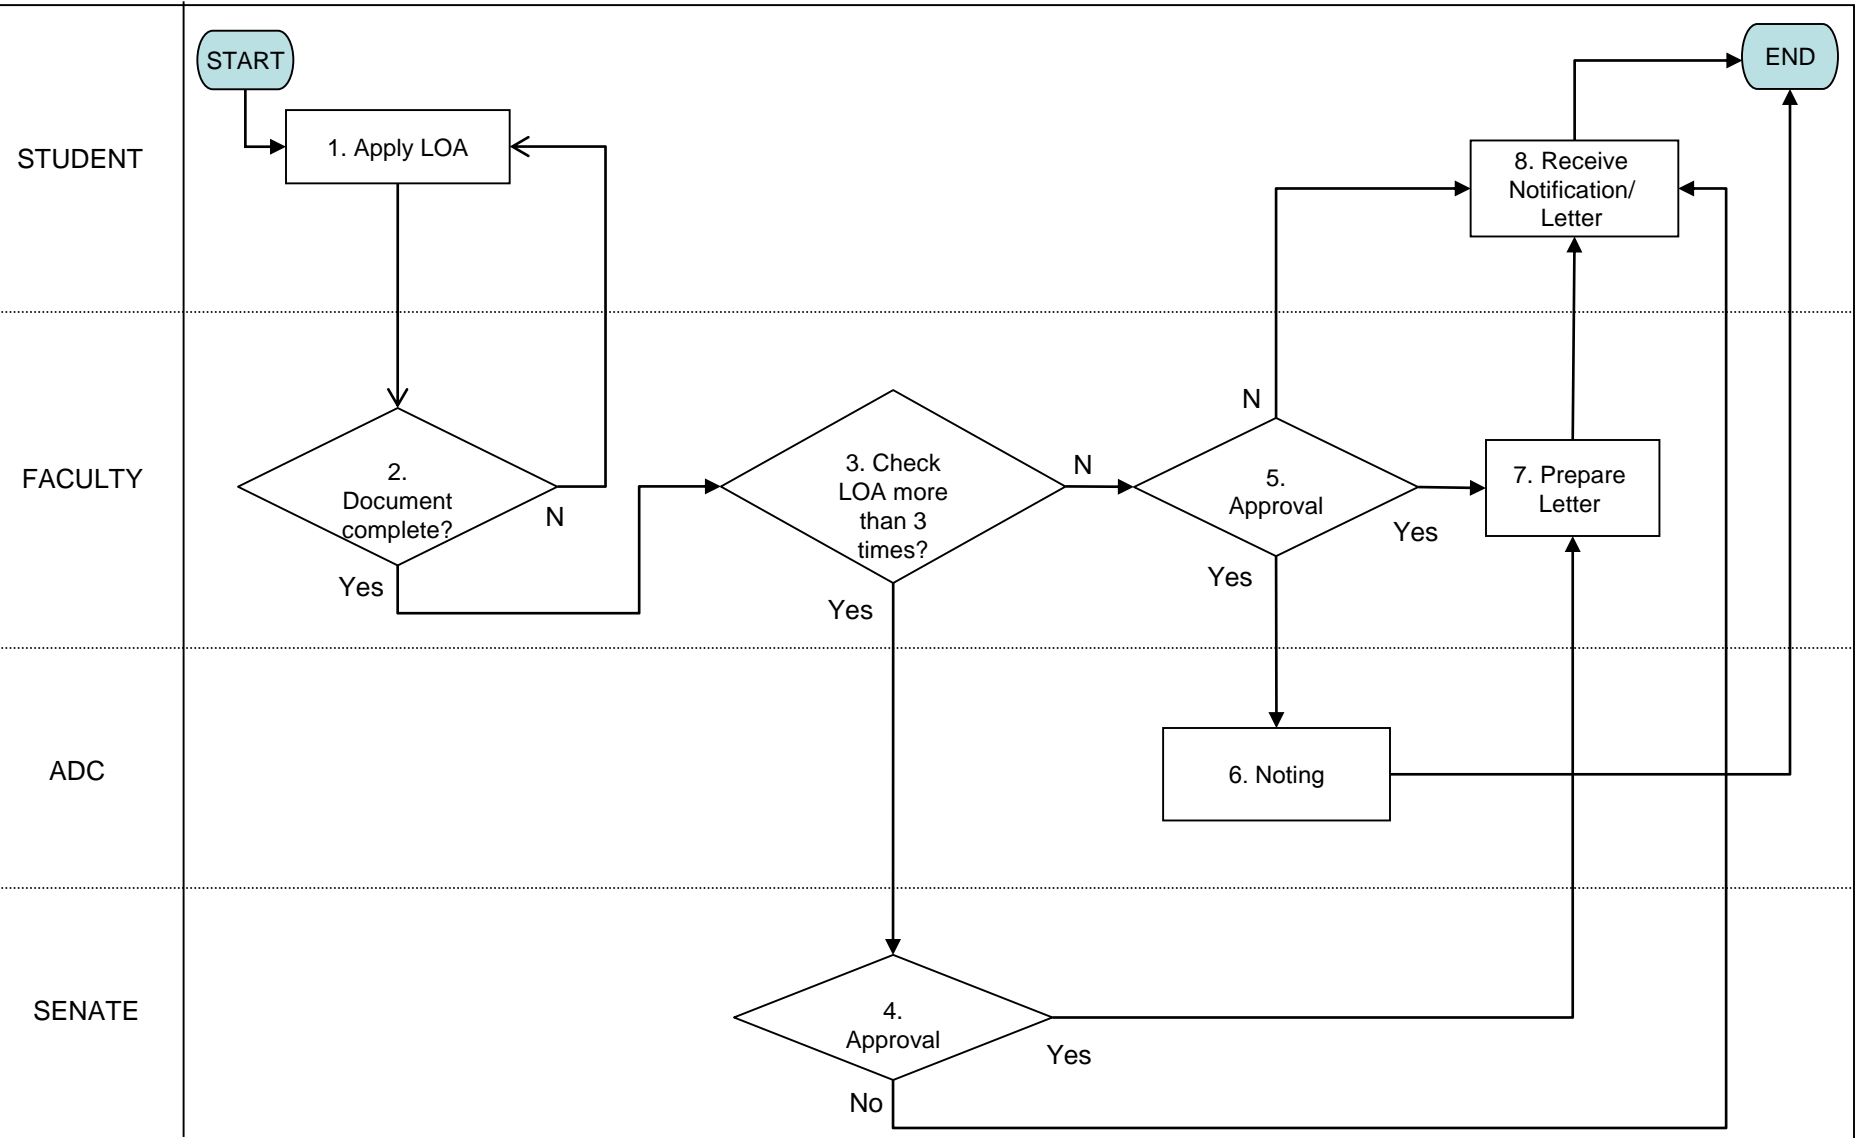 START
END
STUDENT
1. Apply LOA
8. Receive
Notification/
Letter
FACULTY
2.
Document
complete?
N
Yes
3. Check
LOA more
than 3
times?
N
Yes
N
5.
Approval
Yes
Yes
7. Prepare
Letter
ADC
6. Noting
SENATE
4.
Approval
Yes
No